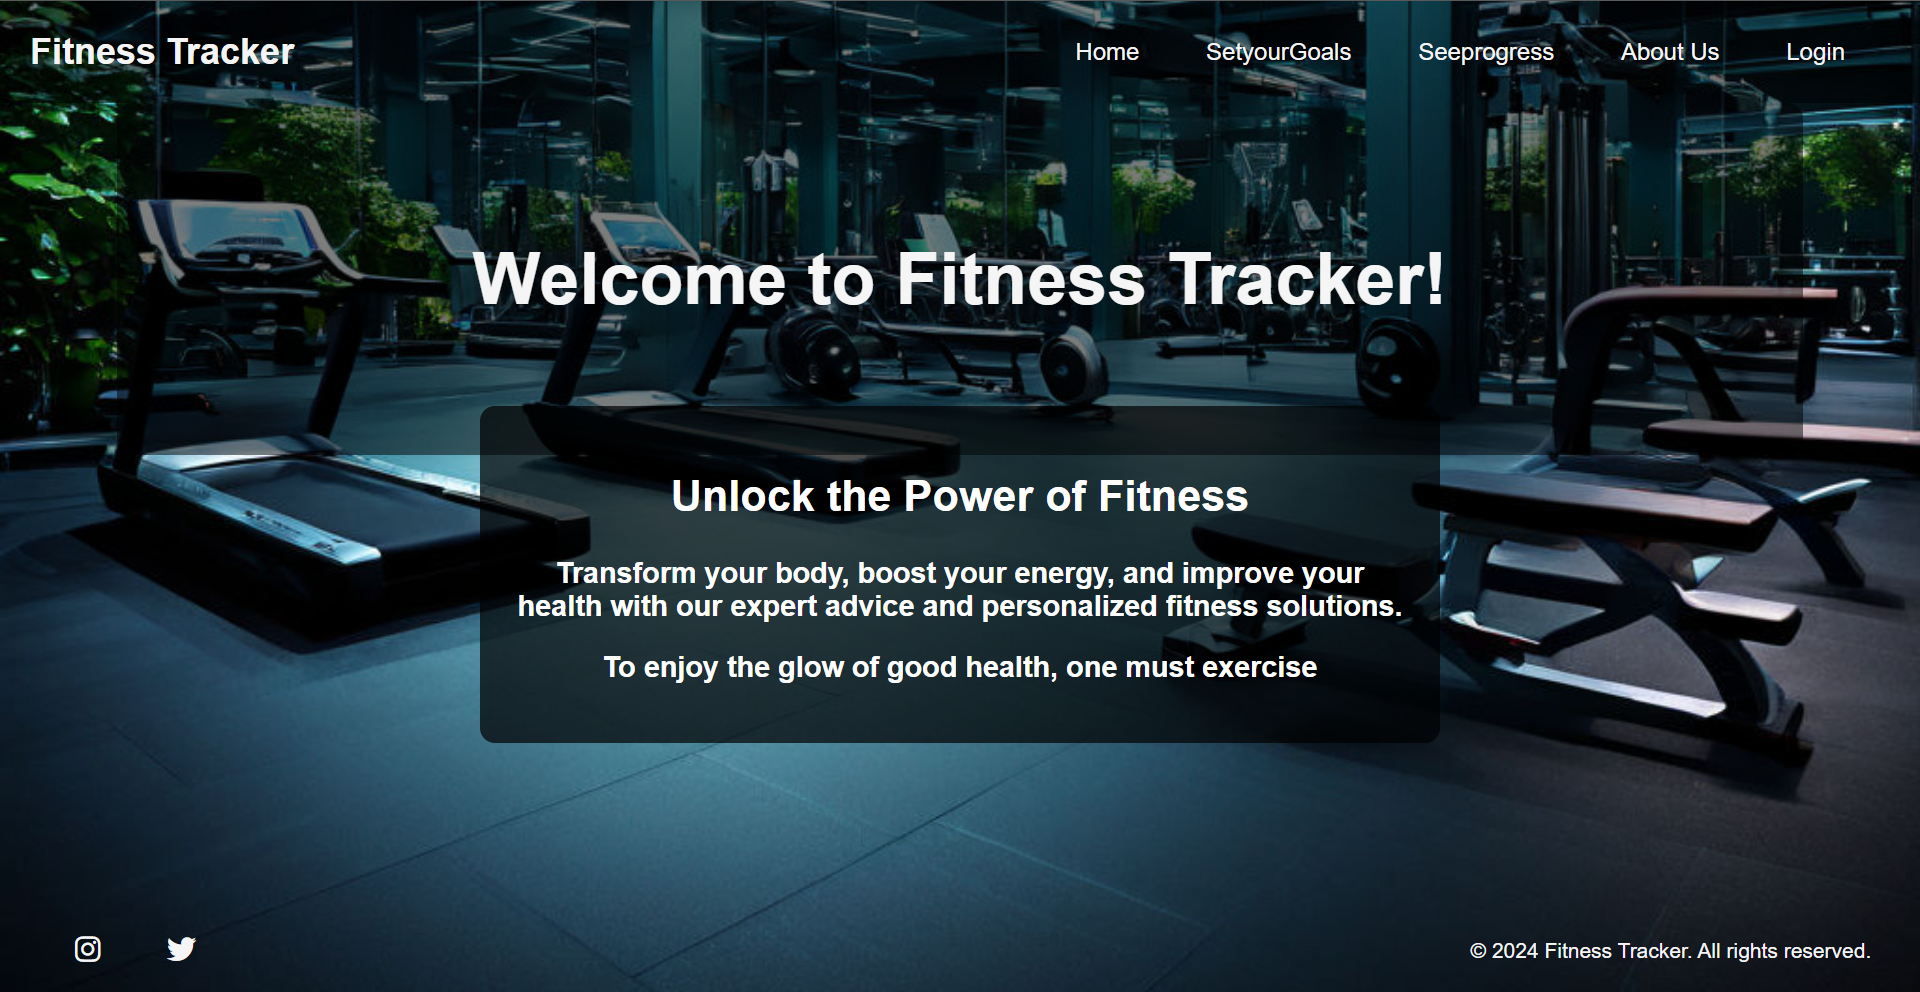 Fitness Tracker
Home
SetyourGoals
Seeprogress
About Us
Login
Welcome to Fitness Tracker!
Unlock the Power of Fitness
Transform your body, boost your energy, and improve your
health with our expert advice and personalized fitness solutions.
To enjoy the glow of good health, one must exercise
© 2024 Fitness Tracker. All rights reserved.